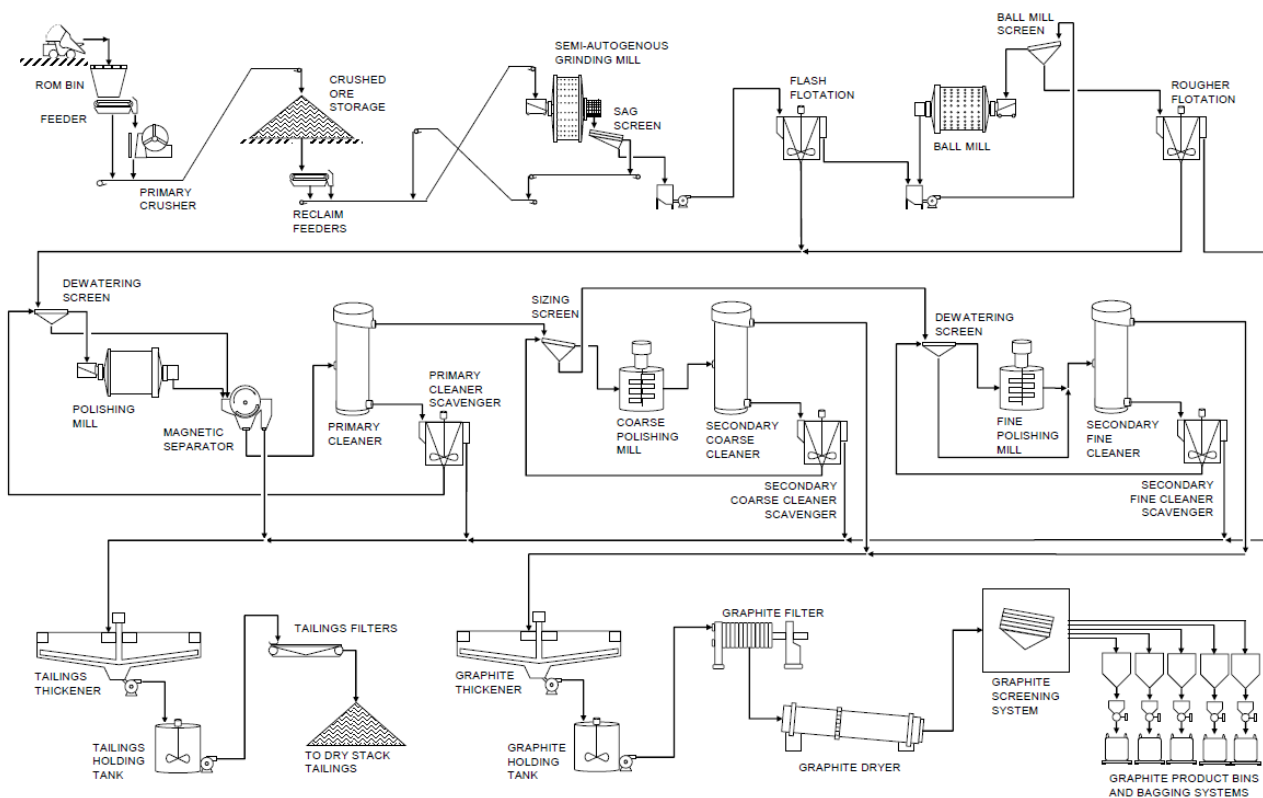 ROM BIN
FEEDER
PRIMARY
CRUSHER
CRUSHED
ORE
STORAGE
RECLAIM
FEEDERS
SEMI-AUTOGENOUS
GRINDING MILL
SAG
SCREEN
FLASH
FLOTATION
BALL MILL
SCREEN
BALL MILL
ROUGHER
FLOTATION
DEWATERING
SCREEN
POLISHING
MILL
MAGNETIC
SEPARATOR
PRIMARY
CLEANER
PRIMARY
CLEANER
SCAVENGER
SIZING
SCREEN
COARSE
POLISHING
MILL
SECONDARY
COARSE
CLEANER
SECONDARY
COARSE CLEANER
SCAVENGER
DEWATERING
SCREEN
FINE
POLISHING
MILL
SECONDARY
FINE
CLEANER
SECONDARY
FINE CLEANER
SCAVENGER
TAILINGS
THICKENER
TAILINGS
HOLDING
TANK
TAILINGS FILTERS
TO DRY STACK
TAILINGS
GRAPHITE
THICKENER
GRAPHITE
HOLDING
TANK
GRAPHITE FILTER
GRAPHITE DRYER
GRAPHITE
SCREENING
SYSTEM
GRAPHITE PRODUCT BINS
AND BAGGING SYSTEMS